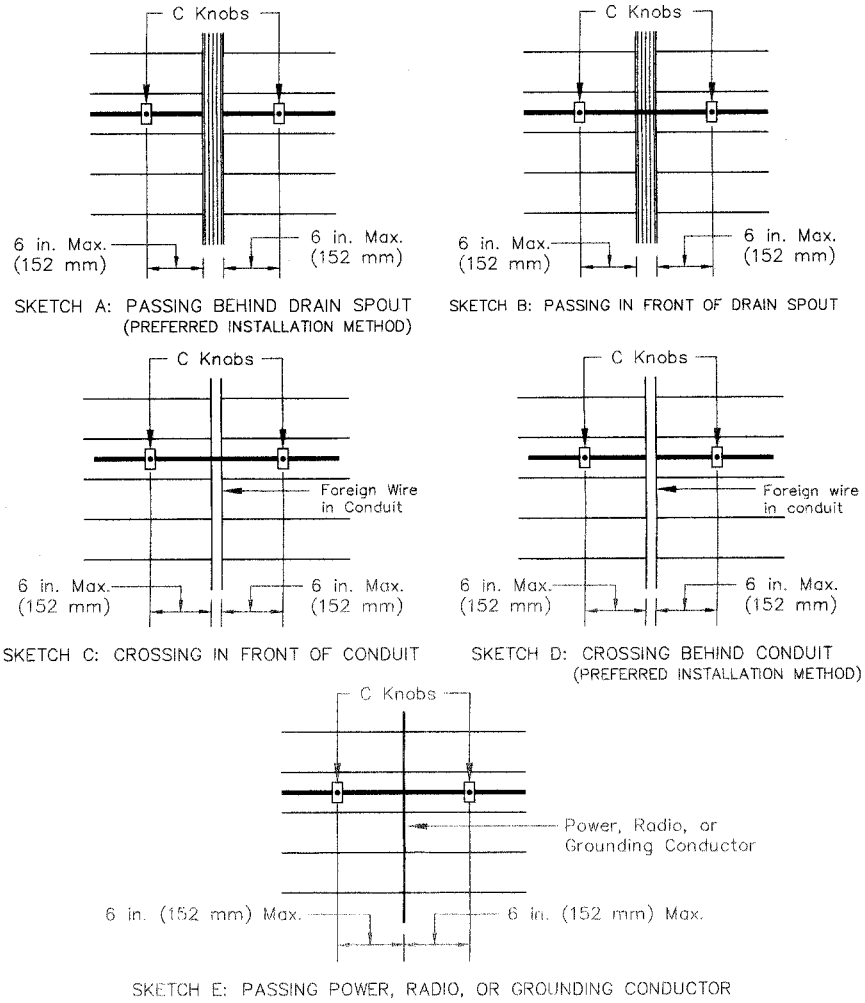 C Knobs
6 in. Max.
(152 mm)
6 in. Max.
(152 mm)
SKETCH A: PASSING BEHIND DRAIN SPOUT
(PREFERRED INSTALLATION METHOD)
C Knobs
6 in. Max.
(152 mm)
6 in. Max.
(152 mm)
SKETCH B: PASSING IN FRONT OF DRAIN SPOUT
C Knobs
Foreign Wire
in Conduit
6 in. Max.
(152 mm)
6 in. Max.
(152 mm)
SKETCH C: CROSSING IN FRONT OF CONDUIT
C Knobs
Foreign wire
in conduit
6 in. Max.
(152 mm)
6 in. Max.
(152 mm)
SKETCH D: CROSSING BEHIND CONDUIT
(PREFERRED INSTALLATION METHOD)
C Knobs
Power, Radio, or
Grounding Conductor
6 in. (152 mm) Max.
6 in. (152 mm) Max.
SKETCH E: PASSING POWER, RADIO, OR GROUNDING CONDUCTOR